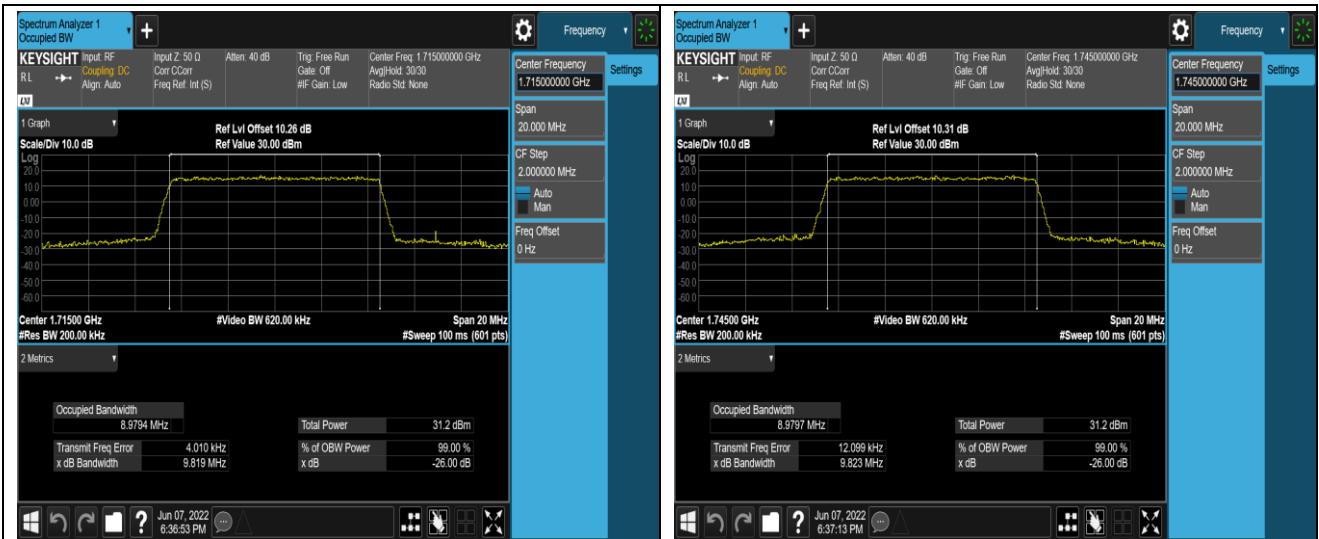 Spectrum Analyzer 1
Occupied BW
+
Frequency
KEYSIGHT
Input: RF
Coupling: DC
Align: Auto
Input Z: 50 Ω
Corr CCorr
Freq Ref: Int (S)
Atten: 40 dB
Trig: Free Run
Gate: Off
#IF Gain: Low
Center Freq: 1.715000000 GHz
Avg|Hold: 30/30
Radio Std: None
RL
LXI
Center Frequency
1.715000000 GHz
Settings
Span
20.000 MHz
CF Step
2.000000 MHz
Auto
Man
Freq Offset
0 Hz
1 Graph
Scale/Div 10.0 dB
Ref Lvl Offset 10.26 dB
Ref Value 30.00 dBm
Log
20.0
10.0
0.00
-10.0
-20.0
-30.0
-40.0
-50.0
-60.0
Center 1.71500 GHz
#Video BW 620.00 kHz
Span 20 MHz
#Res BW 200.00 kHz
#Sweep 100 ms (601 pts)
2 Metrics
Occupied Bandwidth
8.9794 MHz
Total Power 31.2 dBm
Transmit Freq Error 4.010 kHz
% of OBW Power 99.00 %
x dB Bandwidth 9.819 MHz
x dB -26.00 dB
?
Jun 07, 2022
6:36:53 PM
Spectrum Analyzer 1
Occupied BW
+
Frequency
KEYSIGHT
Input: RF
Coupling: DC
Align: Auto
Input Z: 50 Ω
Corr CCorr
Freq Ref: Int (S)
Atten: 40 dB
Trig: Free Run
Gate: Off
#IF Gain: Low
Center Freq: 1.745000000 GHz
Avg|Hold: 30/30
Radio Std: None
RL
LXI
Center Frequency
1.745000000 GHz
Settings
Span
20.000 MHz
CF Step
2.000000 MHz
Auto
Man
Freq Offset
0 Hz
1 Graph
Scale/Div 10.0 dB
Ref Lvl Offset 10.31 dB
Ref Value 30.00 dBm
Log
20.0
10.0
0.00
-10.0
-20.0
-30.0
-40.0
-50.0
-60.0
Center 1.74500 GHz
#Video BW 620.00 kHz
Span 20 MHz
#Res BW 200.00 kHz
#Sweep 100 ms (601 pts)
2 Metrics
Occupied Bandwidth
8.9797 MHz
Total Power 31.2 dBm
Transmit Freq Error 12.099 kHz
% of OBW Power 99.00 %
x dB Bandwidth 9.823 MHz
x dB -26.00 dB
?
Jun 07, 2022
6:37:13 PM